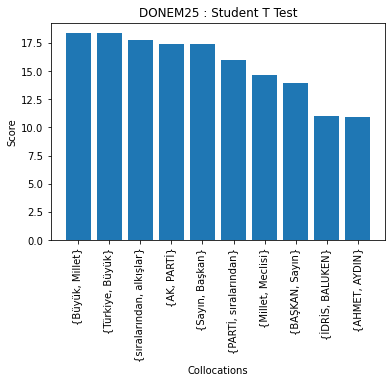 DONEM25 : Student T Test
Score
17.5
15.0
12.5
10.0
7.5
5.0
2.5
0.0
{Büyük, Millet}
{Türkiye, Büyük}
{sıralarından, alkışlar}
{AK, PARTİ}
{Sayın, Başkan}
{PARTİ, sıralarından}
{Millet, Meclisi}
{BAŞKAN, Sayın}
{İDRİS, BALUKEN}
{AHMET, AYDIN}
Collocations